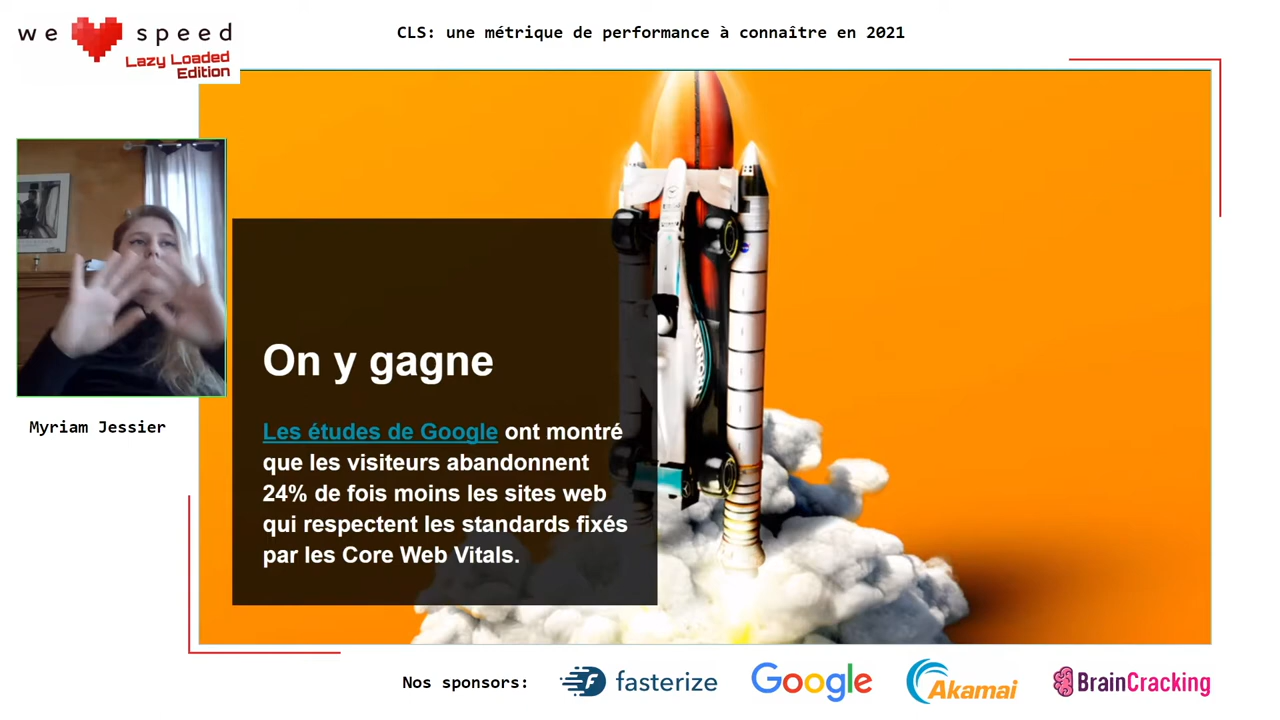 we speed
Lazy Loaded
Edition
CLS: une métrique de performance à connaître en 2021
On y gagne
Les études de Google ont montré
que les visiteurs abandonnent
24% de fois moins les sites web
qui respectent les standards fixés
par les Core Web Vitals.
Myriam Jessier
Nos sponsors:
fasterize
Google
Akamai
BrainCracking